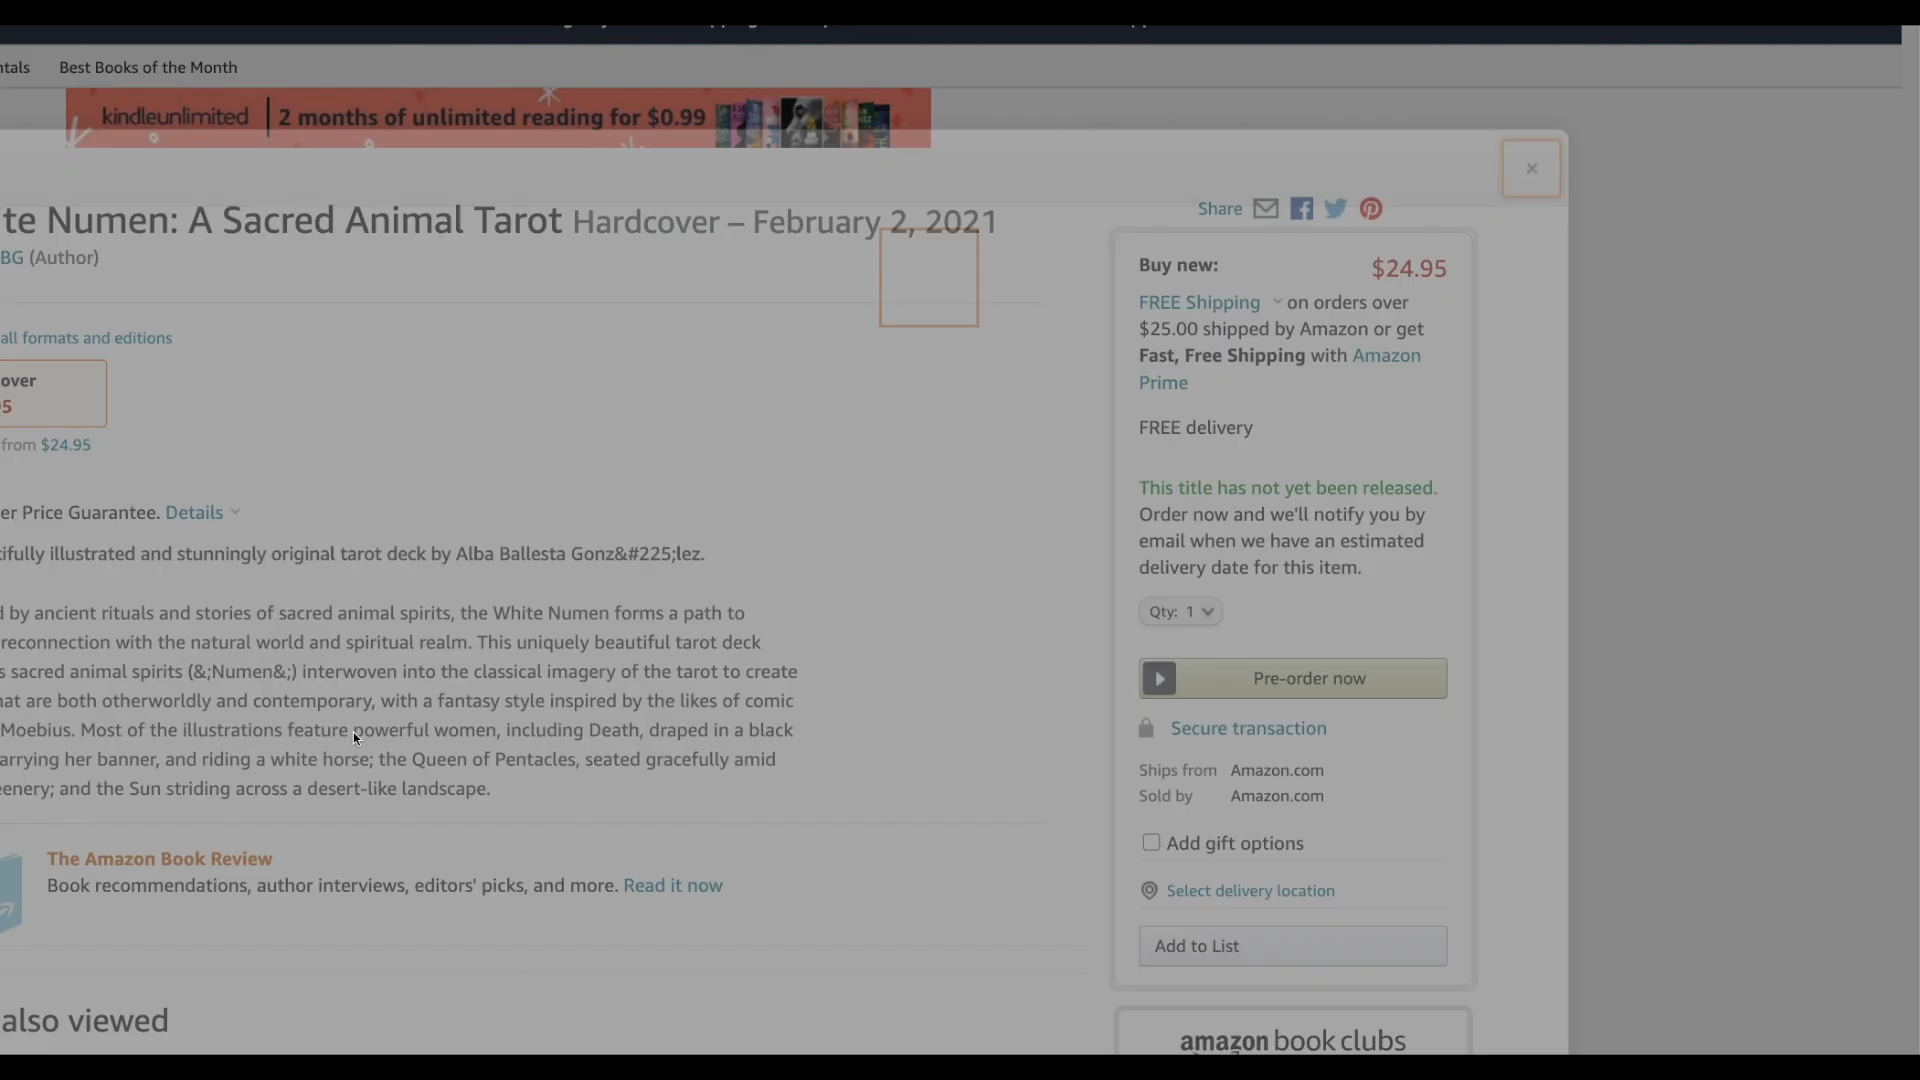 ntals Best Books of the Month
kindleunlimited 2 months of unlimited reading for $0.99
te Numen: A Sacred Animal Tarot Hardcover – February 2, 2021
BG (Author)
all formats and editions
over
5
from $24.95
er Price Guarantee. Details
ifully illustrated and stunningly original tarot deck by Alba Ballesta Gonz&#225;lez.
d by ancient rituals and stories of sacred animal spirits, the White Numen forms a path to
reconnection with the natural world and spiritual realm. This uniquely beautiful tarot deck
s sacred animal spirits (&;Numen&;) interwoven into the classical imagery of the tarot to create
hat are both otherworldly and contemporary, with a fantasy style inspired by the likes of comic
Moebius. Most of the illustrations feature powerful women, including Death, draped in a black
arrying her banner, and riding a white horse; the Queen of Pentacles, seated gracefully amid
eenery; and the Sun striding across a desert-like landscape.
The Amazon Book Review
Book recommendations, author interviews, editors' picks, and more. Read it now
also viewed
Share
Buy new: $24.95
FREE Shipping on orders over
$25.00 shipped by Amazon or get
Fast, Free Shipping with Amazon
Prime
FREE delivery
This title has not yet been released.
Order now and we'll notify you by
email when we have an estimated
delivery date for this item.
Qty: 1
Pre-order now
Secure transaction
Ships from Amazon.com
Sold by Amazon.com
Add gift options
Select delivery location
Add to List
amazon book clubs